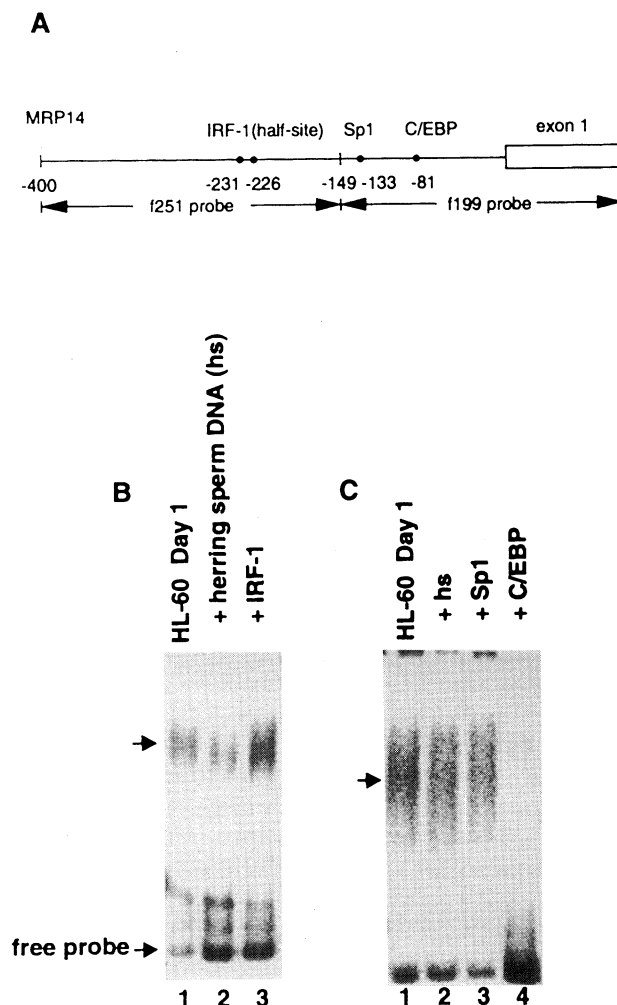 A
MRP14
IRF-1(half-site) Sp1 C/EBP exon 1
-400 -231 -226 -149 -133 -81
f251 probe f199 probe
B
HL-60 Day 1
+ herring sperm DNA (hs)
+ IRF-1
C
HL-60 Day 1
+ hs
+ Sp1
+ C/EBP
free probe
1 2 3
1 2 3 4